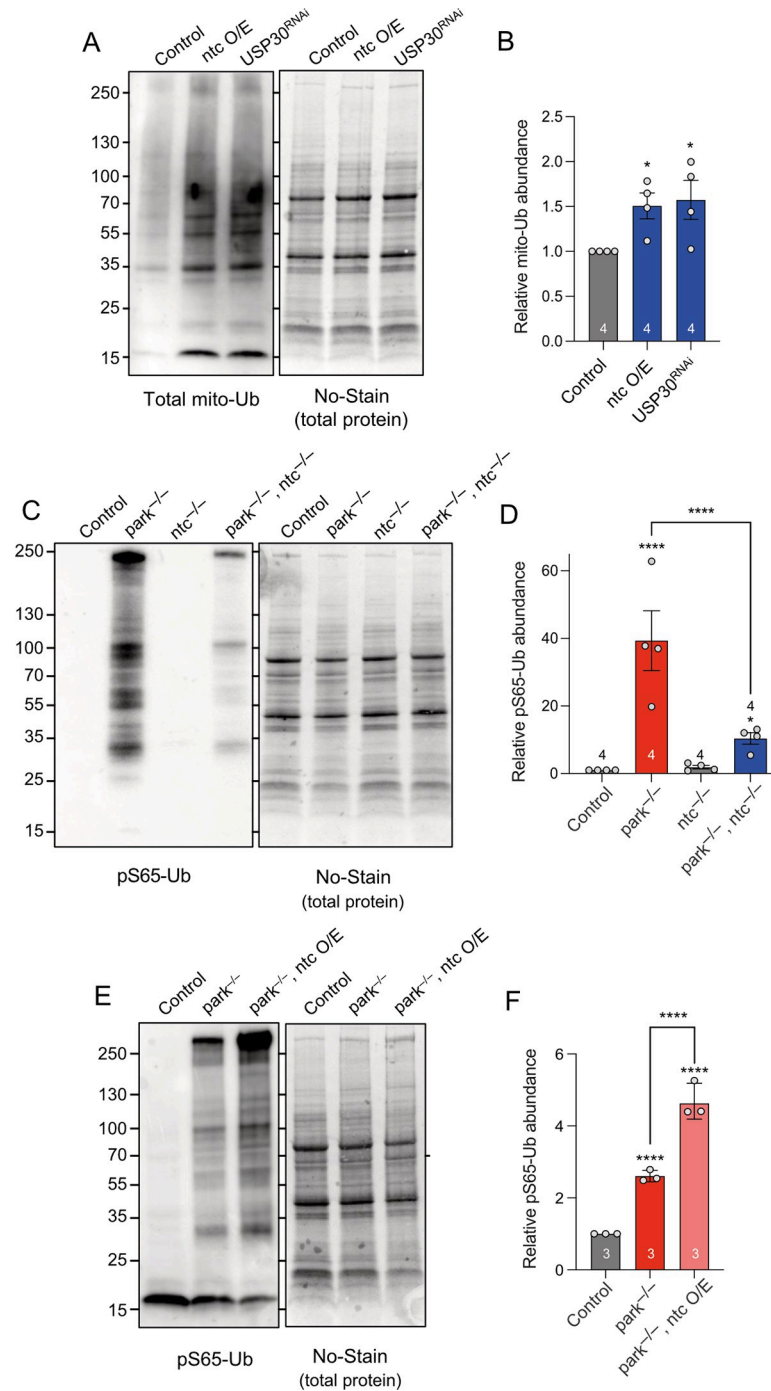 A
Control
ntc O/E
USP30RNAi
Control
ntc O/E
USP30RNAi
250
130
100
70
55
35
25
15
Total mito-Ub
No-Stain
(total protein)
B
Relative mito-Ub abundance
2.5
2.0
1.5
1.0
0.5
0.0
*
*
4
4
4
Control
ntc O/E
USP30RNAi
C
Control
park–/–
ntc–/–
park–/–, ntc–/–
Control
park–/–
ntc–/–
park–/–, ntc–/–
250
100
70
55
35
25
15
pS65-Ub
No-Stain
(total protein)
D
Relative pS65-Ub abundance
60
40
20
0
****
****
4
4
4
4
*
Control
park–/–
ntc–/–
park–/–, ntc–/–
E
Control
park–/–
park–/–, ntc O/E
Control
park–/–
park–/–, ntc O/E
250
130
100
70
55
35
25
15
pS65-Ub
No-Stain
(total protein)
F
Relative pS65-Ub abundance
6
4
2
0
****
****
****
3
3
3
Control
park–/–
park–/–, ntc O/E